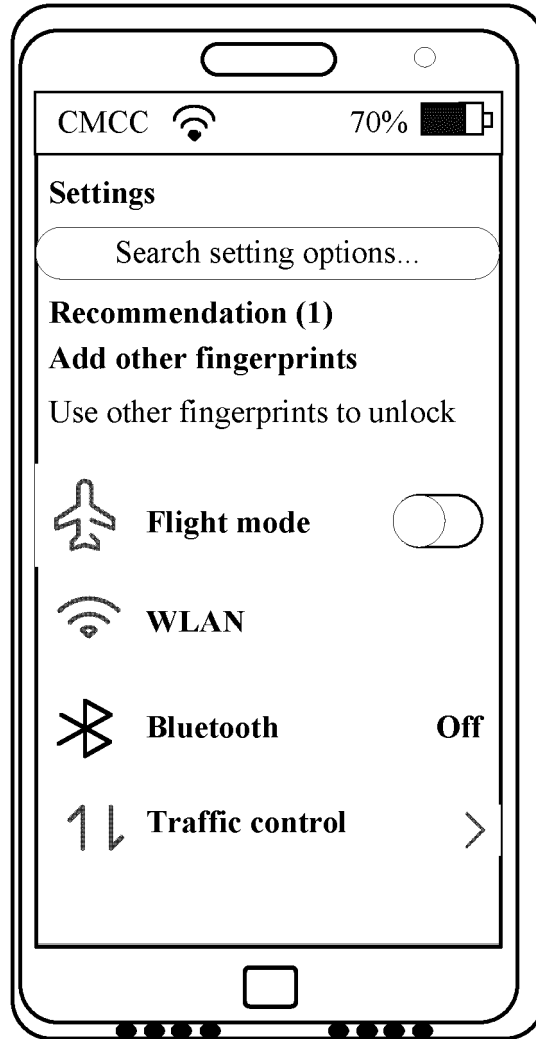 CMCC 70%
Settings
Search setting options...
Recommendation (1)
Add other fingerprints
Use other fingerprints to unlock
Flight mode
WLAN
Bluetooth Off
Traffic control